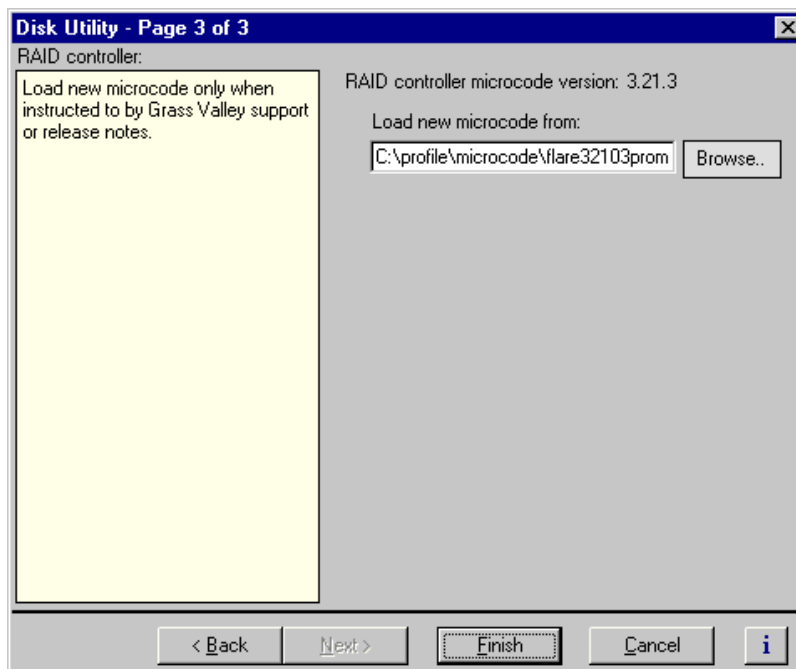 Disk Utility - Page 3 of 3
RAID controller:
Load new microcode only when
instructed to by Grass Valley support
or release notes.
RAID controller microcode version: 3.21.3
Load new microcode from:
C:\profile\microcode\flare32103prom
Browse..
< Back
Next >
Finish
Cancel
i